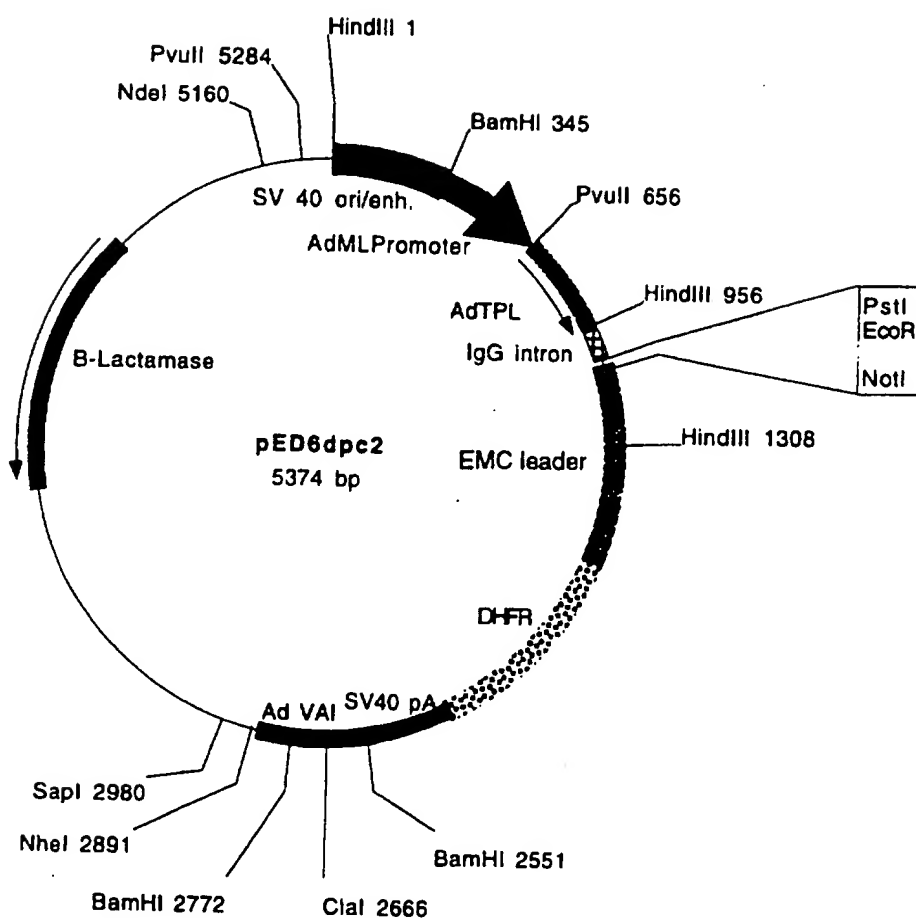 HindIII 1
PvuII 5284
NdeI 5160
BamHI 345
SV 40 ori/enh.
PvuII 656
AdMLPromoter
HindIII 956
AdTPL
PstI
EcoR
IgG intron
B-Lactamase
NotI
pED6dpc2
HindIII 1308
EMC leader
5374 bp
DHFR
SV40 pA
Ad VAI
SapI 2980
NheI 2891
BamHI 2551
BamHI 2772
ClaI 2666